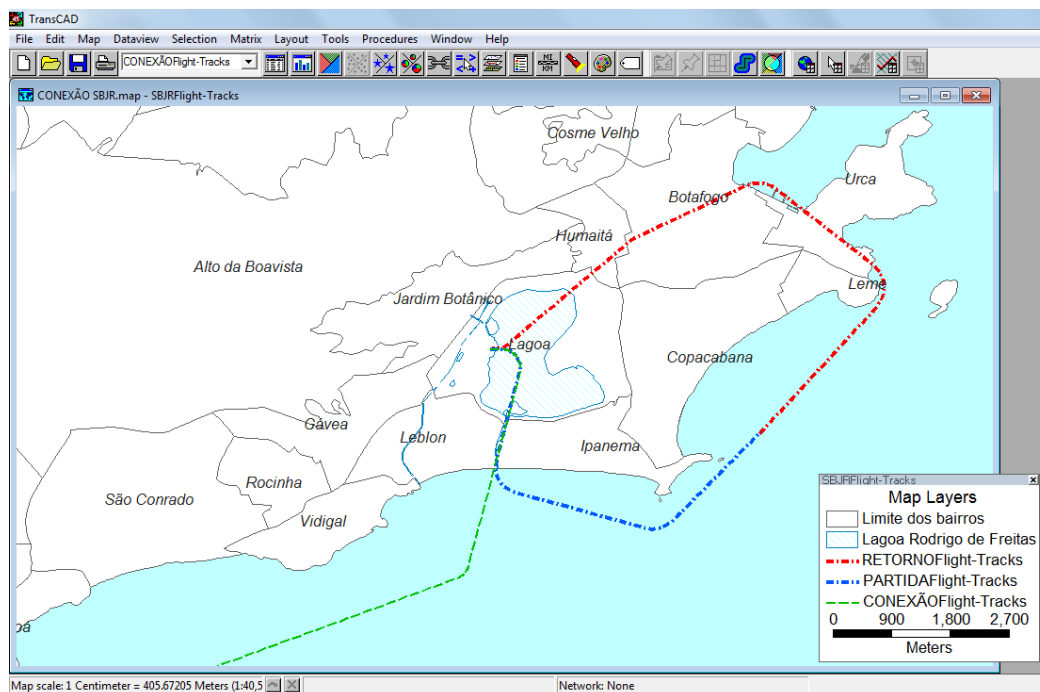 TransCAD
File Edit Map Dataview Selection Matrix Layout Tools Procedures Window Help
CONEXÃOFlight-Tracks
MI
KM
CONEXÃO SBJR.map - SBJRFlight-Tracks
Cosme Velho
Urca
Botafogo
Humaitá
Alto da Boavista
Leme
Jardim Botânico
Lagoa
Copacabana
Gávea
Leblon
Ipanema
Rocinha
São Conrado
Vidigal
SBJRFlight-Tracks
Map Layers
Limite dos bairros
Lagoa Rodrigo de Freitas
RETORNOFlight-Tracks
PARTIDAFlight-Tracks
CONEXÃOFlight-Tracks
0 900 1,800 2,700
Meters
oá
Map scale: 1 Centimeter = 405.67205 Meters (1:40,5
Network: None